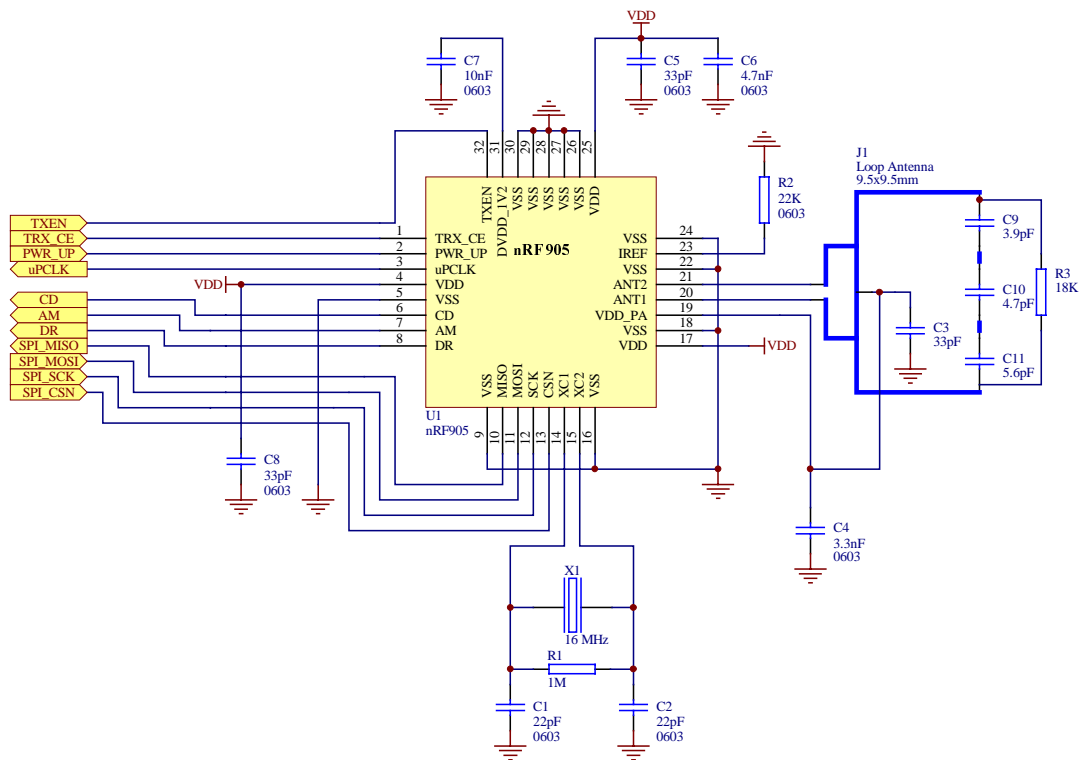 VDD
C7
10nF
0603
C5
33pF
0603
C6
4.7nF
0603
32
31
30
29
28
27
26
25
TXEN
DVDD_1V2
VSS
VSS
VSS
VSS
VSS
VDD
R2
22K
0603
J1
Loop Antenna
9.5x9.5mm
TXEN
TRX_CE
PWR_UP
uPCLK
CD
AM
DR
SPI_MISO
SPI_MOSI
SPI_SCK
SPI_CSN
VDD
1
2
3
4
5
6
7
8
TRX_CE
PWR_UP
uPCLK
VDD
VSS
CD
AM
DR
nRF905
VSS
IREF
VSS
ANT2
ANT1
VDD_PA
VSS
VDD
24
23
22
21
20
19
18
17
VDD
C9
3.9pF
C10
4.7pF
C11
5.6pF
R3
18K
C3
33pF
VSS
MISO
MOSI
SCK
CSN
XC1
XC2
VSS
U1
nRF905
9
10
11
12
13
14
15
16
C8
33pF
0603
C4
3.3nF
0603
X1
16 MHz
R1
1M
C1
22pF
0603
C2
22pF
0603